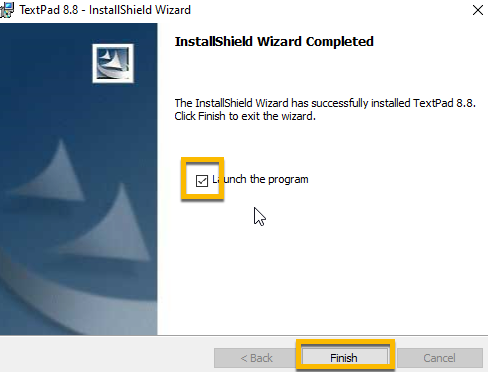 TextPad 8.8 - InstallShield Wizard
InstallShield Wizard Completed
The InstallShield Wizard has successfully installed TextPad 8.8.
Click Finish to exit the wizard.
Launch the program
< Back
Finish
Cancel